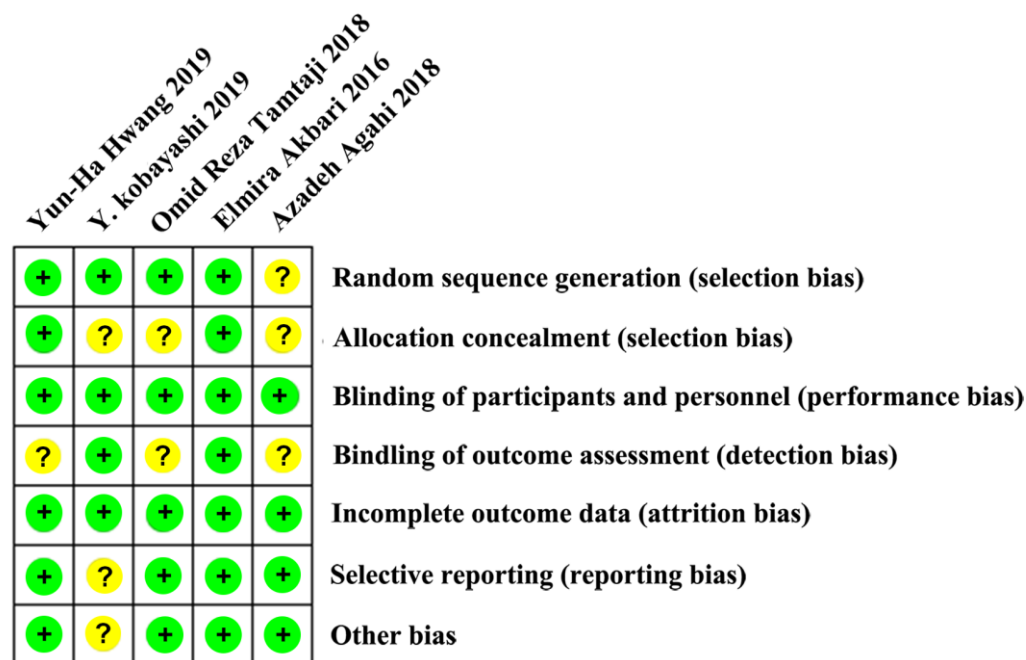 Yun-Ha Hwang 2019
Y. kobayashi 2019
Omid Reza Tamtaji 2018
Elmira Akbari 2016
Azadeh Agahi 2018
+ + + + ? Random sequence generation (selection bias)
+ ? ? + ? Allocation concealment (selection bias)
+ + + + + Blinding of participants and personnel (performance bias)
? + ? + ? Bindling of outcome assessment (detection bias)
+ + + + + Incomplete outcome data (attrition bias)
+ ? + + + Selective reporting (reporting bias)
+ ? + + + Other bias